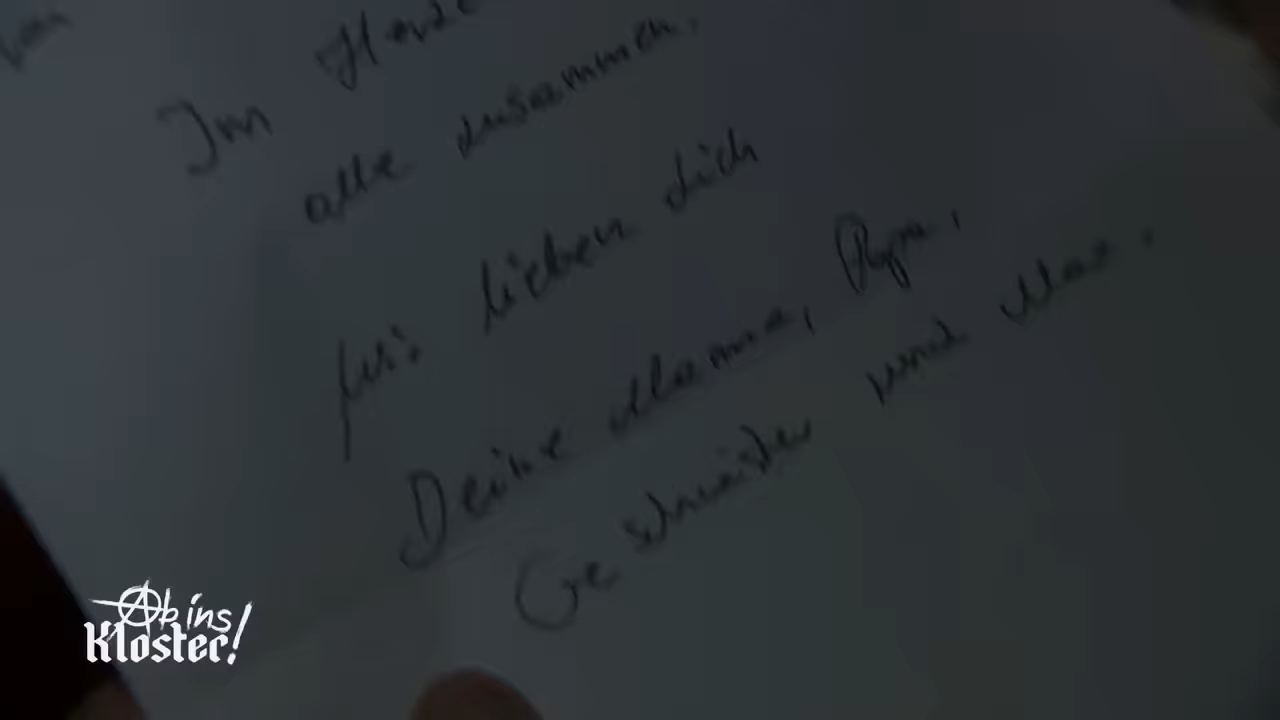 Im
alle zusammen.
Wir lieben dich
Deine Mama, Papa,
Geschwister und Max.
Ab ins
Kloster!